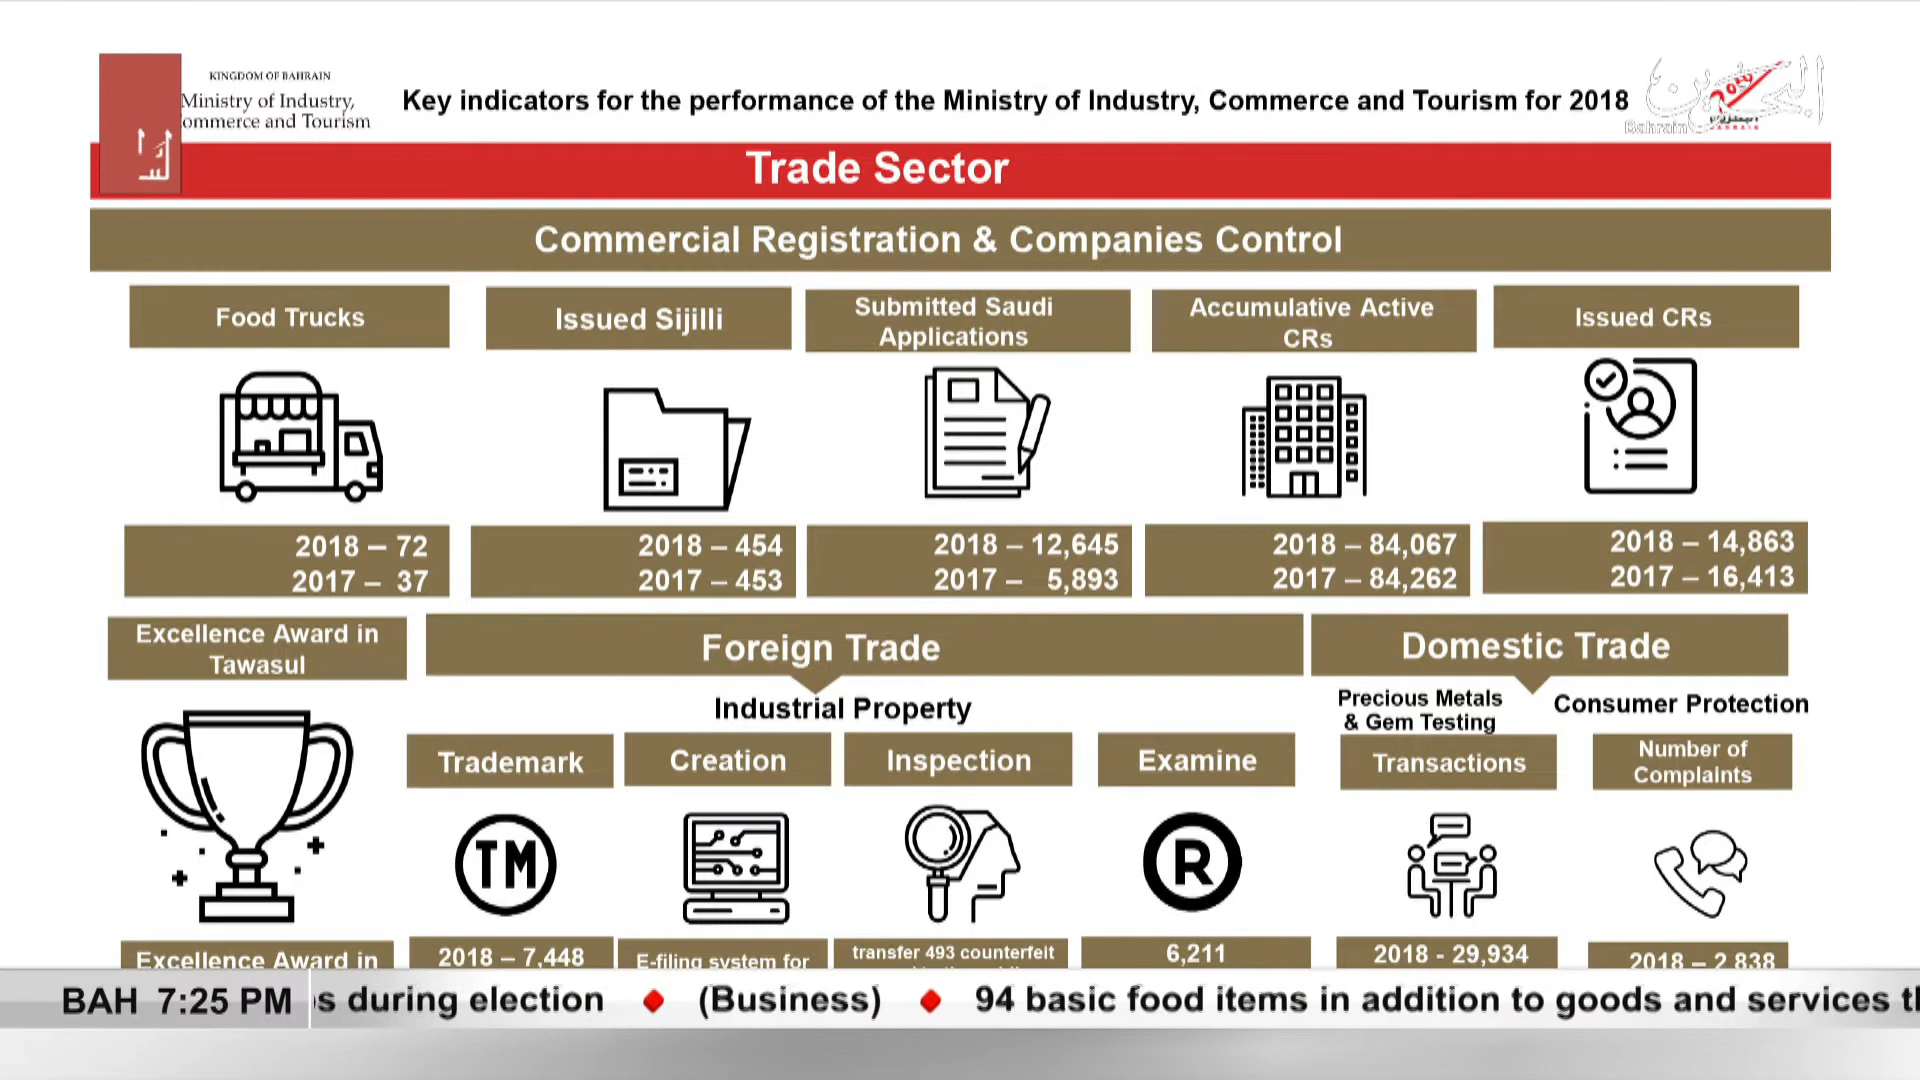 KINGDOM OF BAHRAIN
Ministry of Industry,
ommerce and Tourism
Key indicators for the performance of the Ministry of Industry, Commerce and Tourism for 2018
البحرين
Bahrain
Trade Sector
Commercial Registration & Companies Control
Food Trucks
Issued Sijilli
Submitted Saudi
Applications
Accumulative Active
CRs
Issued CRs
2018 – 72
2017 – 37
2018 – 454
2017 – 453
2018 – 12,645
2017 – 5,893
2018 – 84,067
2017 – 84,262
2018 – 14,863
2017 – 16,413
Excellence Award in
Tawasul
Foreign Trade
Domestic Trade
Industrial Property
Precious Metals
& Gem Testing
Consumer Protection
Trademark
Creation
Inspection
Examine
Transactions
Number of
Complaints
TM
R
Excellence Award in
2018 – 7,448
E-filing system for
transfer 493 counterfeit
6,211
2018 - 29,934
2018 – 2,838
BAH 7:25 PM
s during election
(Business)
94 basic food items in addition to goods and services t